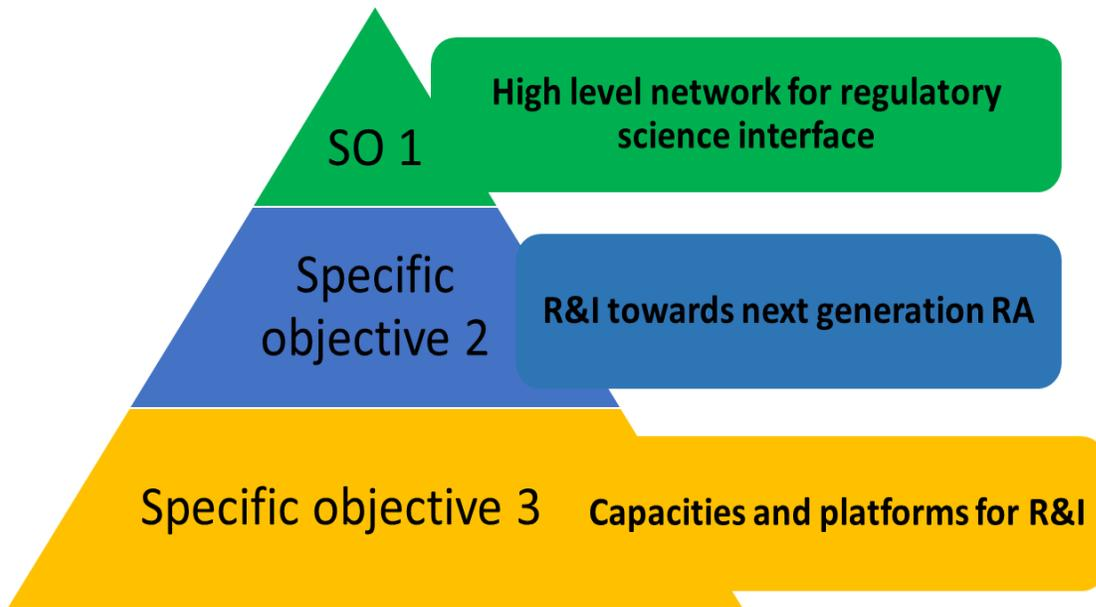 SO 1
High level network for regulatory
science interface
Specific
objective 2
R&I towards next generation RA
Specific objective 3
Capacities and platforms for R&I